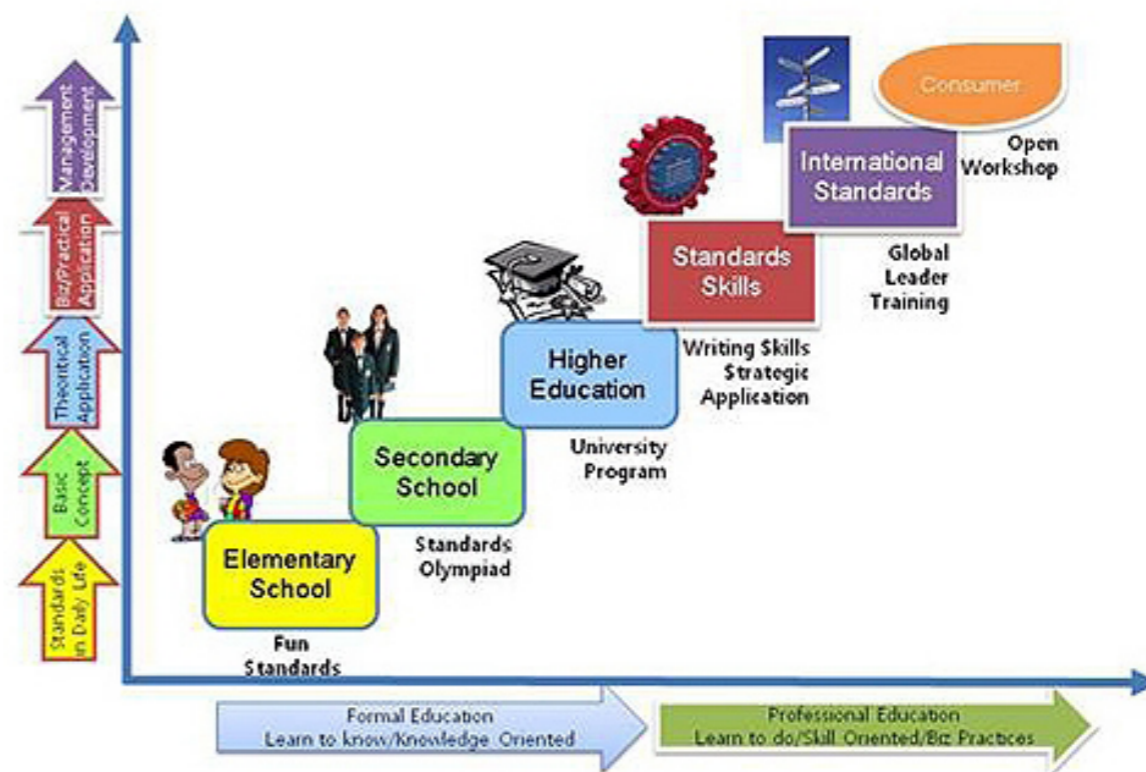 Management
Development
Biz/Practical
Application
Theoritical
Application
Basic
Concept
Standards
in Daily Life
Consumer
Open
Workshop
International
Standards
Global
Leader
Training
Standards
Skills
Writing Skills
Strategic
Application
Higher
Education
University
Program
Secondary
School
Standards
Olympiad
Elementary
School
Fun
Standards
Formal Education
Learn to know/Knowledge Oriented
Professional Education
Learn to do/Skill Oriented/Biz Practices